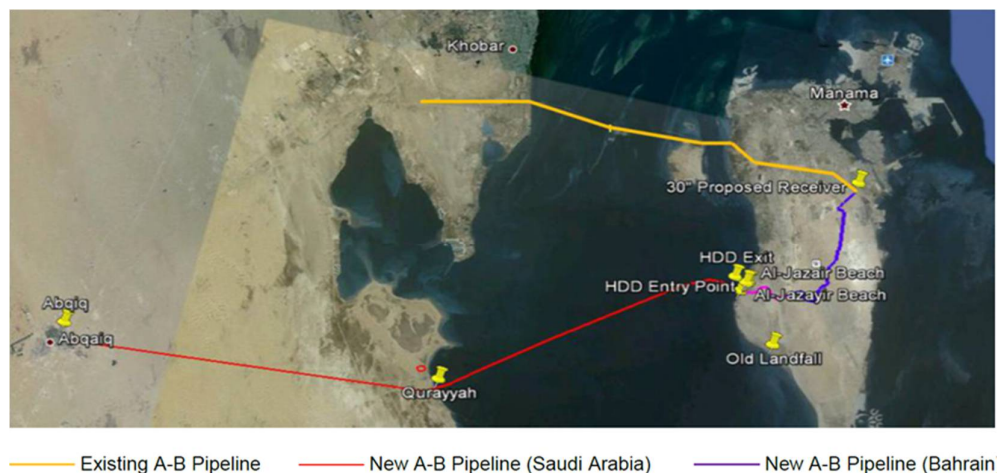 Khobar
Manama
30" Proposed Receiver
HDD Exit
Al-Jazair Beach
HDD Entry Point
Al-Jazayir Beach
Abqiq
Abqaiq
Old Landfall
Qurayyah
Existing A-B Pipeline
New A-B Pipeline (Saudi Arabia)
New A-B Pipeline (Bahrain